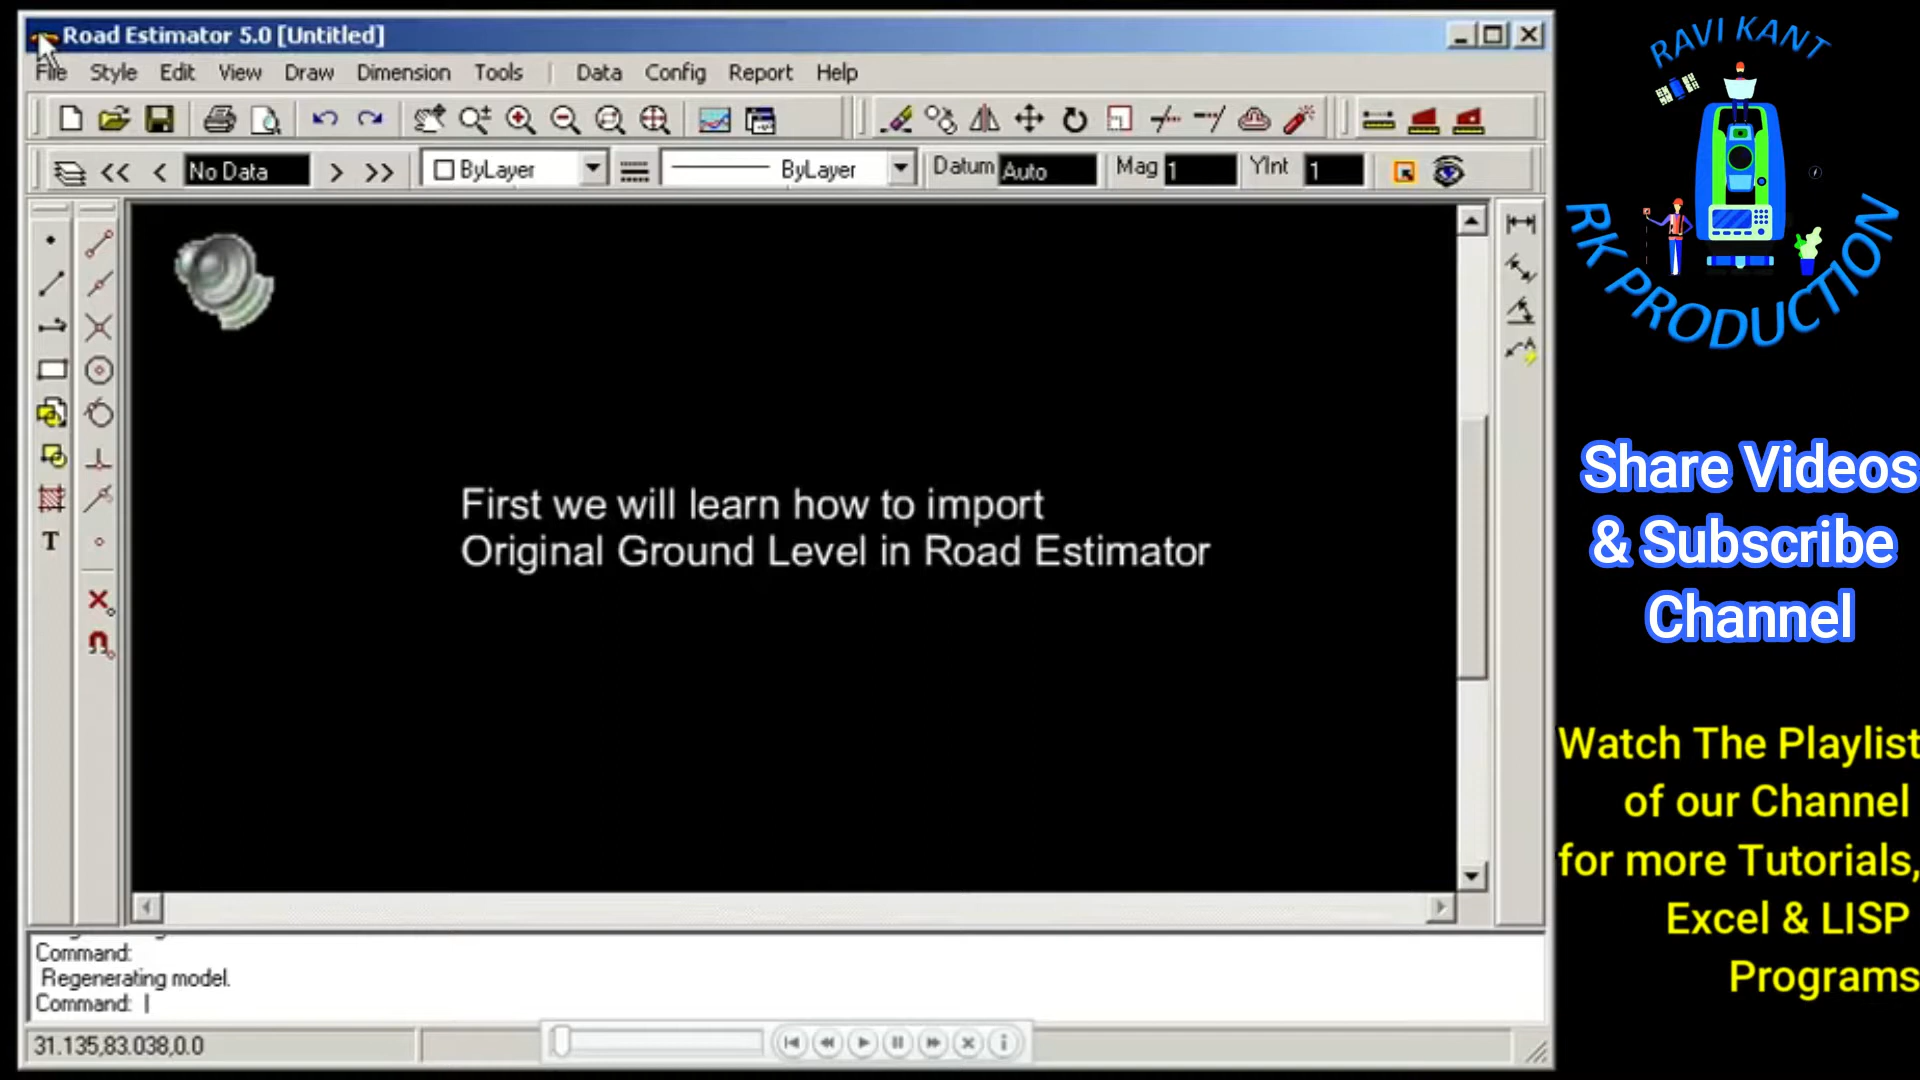 Road Estimator 5.0 [Untitled]
File Style Edit View Draw Dimension Tools Data Config Report Help
No Data ByLayer ByLayer Datum Auto Mag 1 YInt 1
T
First we will learn how to import
Original Ground Level in Road Estimator
Command:
Regenerating model.
Command:
31.135,83.038,0.0
RAVI KANT
RK PRODUCTION
Share Videos
& Subscribe
Channel
Watch The Playlist
of our Channel
for more Tutorials,
Excel & LISP
Programs